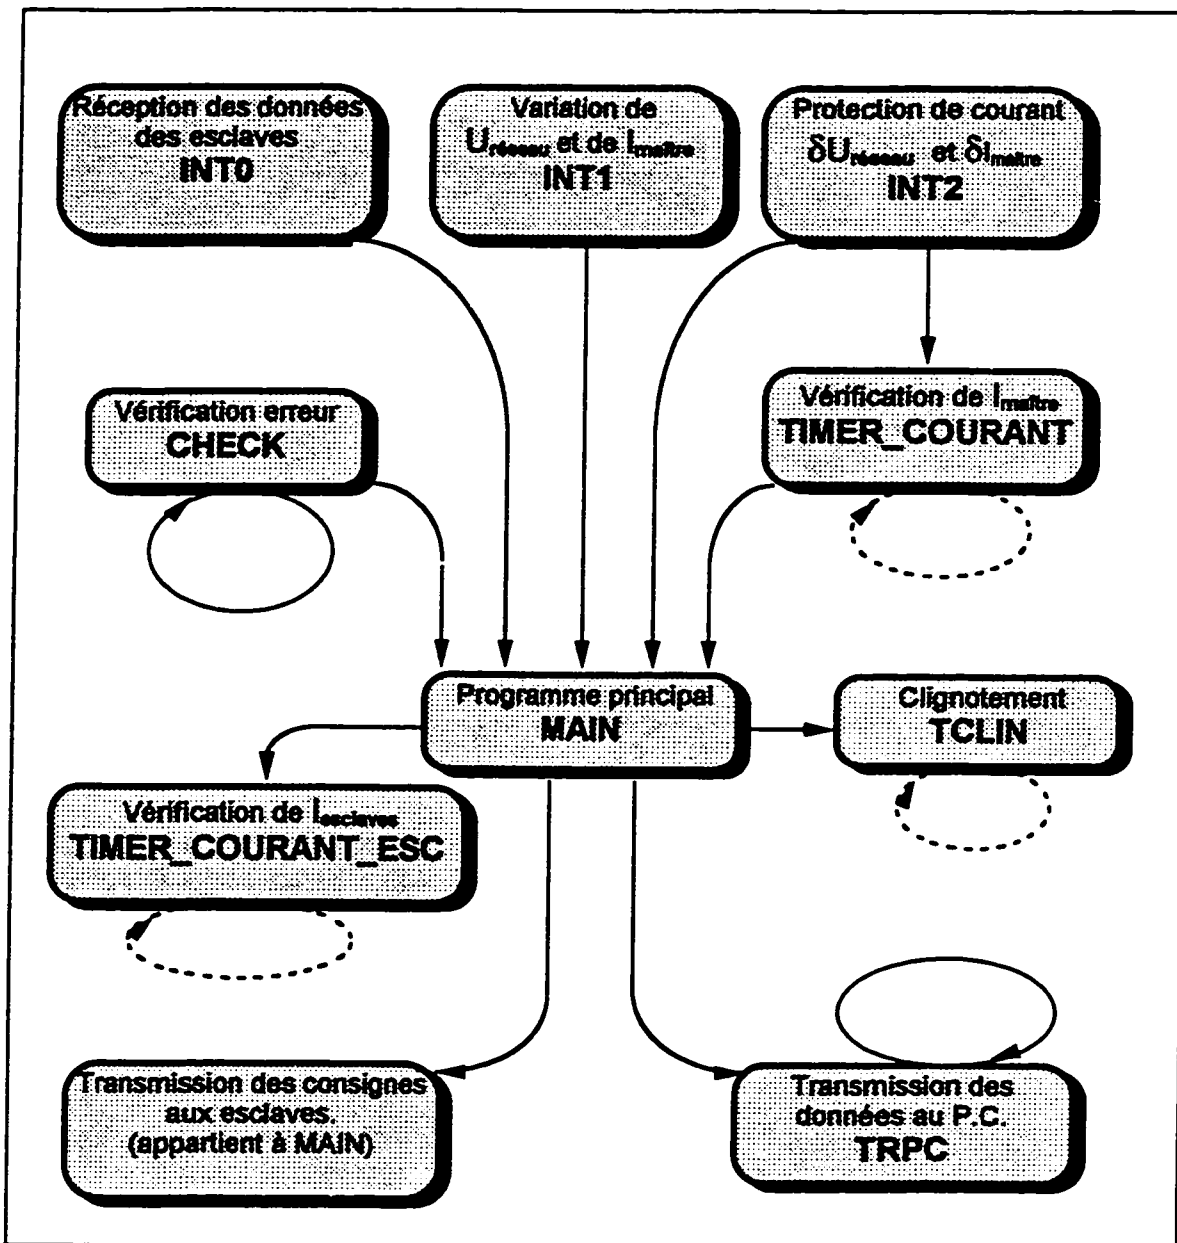 Réception des données
des esclaves
INT0
Variation de
Uréseau et de Imaître
INT1
Protection de courant
δUréseau et δImaître
INT2
Vérification erreur
CHECK
Vérification de Imaître
TIMER_COURANT
Programme principal
MAIN
Clignotement
TCLIN
Vérification de Iesclaves
TIMER_COURANT_ESC
Transmission des consignes
aux esclaves.
(appartient à MAIN)
Transmission des
données au P.C.
TRPC